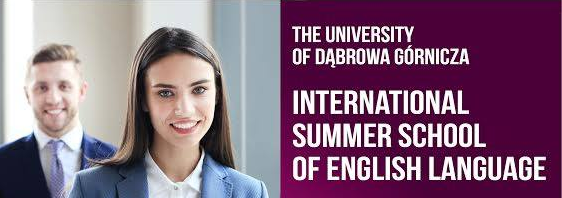 THE UNIVERSITY
OF DĄBROWA GÓRNICZA
INTERNATIONAL
SUMMER SCHOOL
OF ENGLISH LANGUAGE